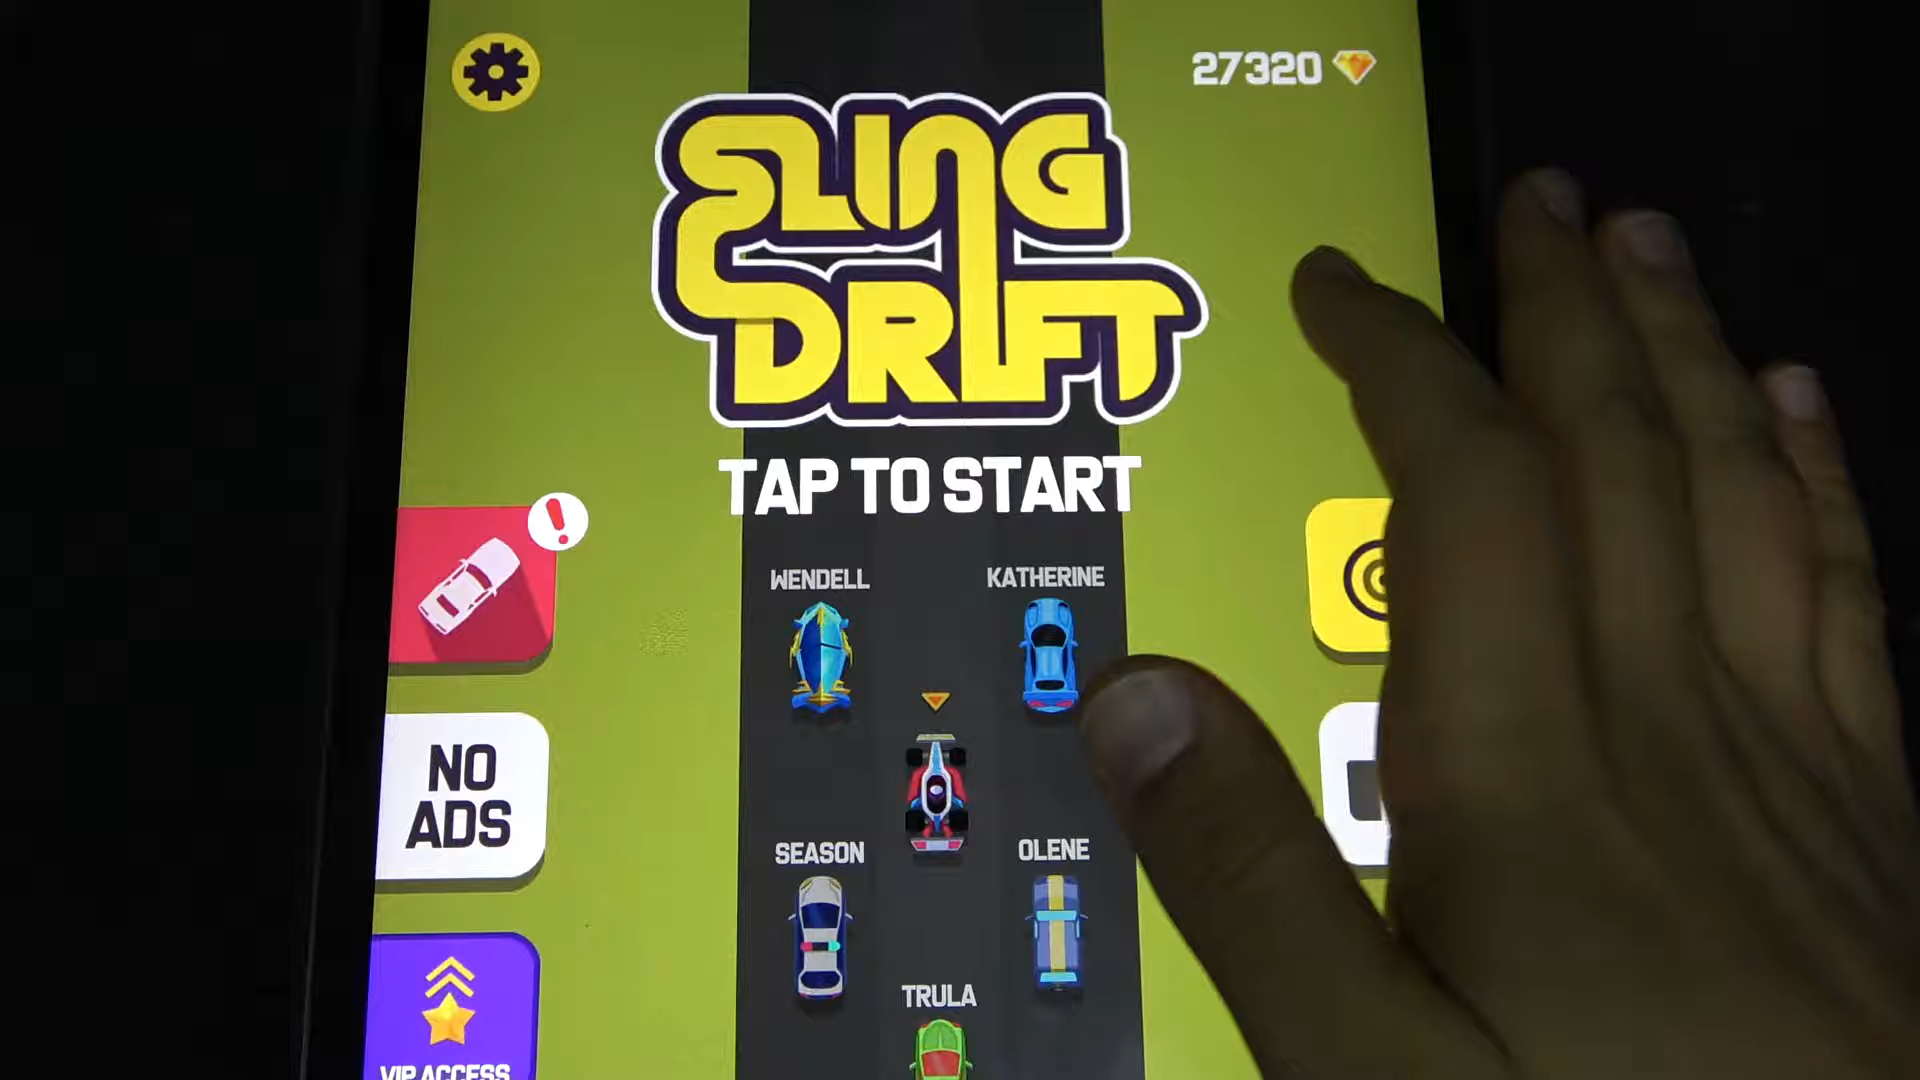 27320
SLING
DRIFT
TAP TO START
WENDELL
KATHERINE
NO
ADS
SEASON
OLENE
TRULA
VIP ACCESS